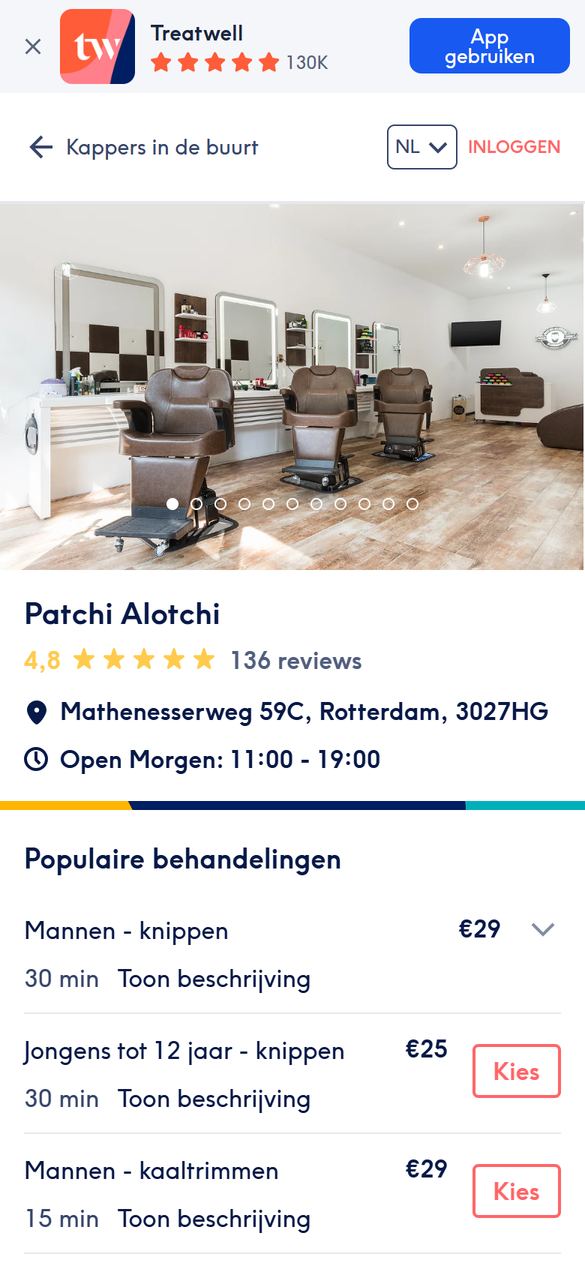 tw
Treatwell
130K
App
gebruiken
Kappers in de buurt
NL
INLOGGEN
Patchi Alotchi
4,8
136 reviews
Mathenesserweg 59C, Rotterdam, 3027HG
Open Morgen: 11:00 - 19:00
Populaire behandelingen
Mannen - knippen
€29
30 min Toon beschrijving
Jongens tot 12 jaar - knippen
€25
Kies
30 min Toon beschrijving
Mannen - kaaltrimmen
€29
Kies
15 min Toon beschrijving